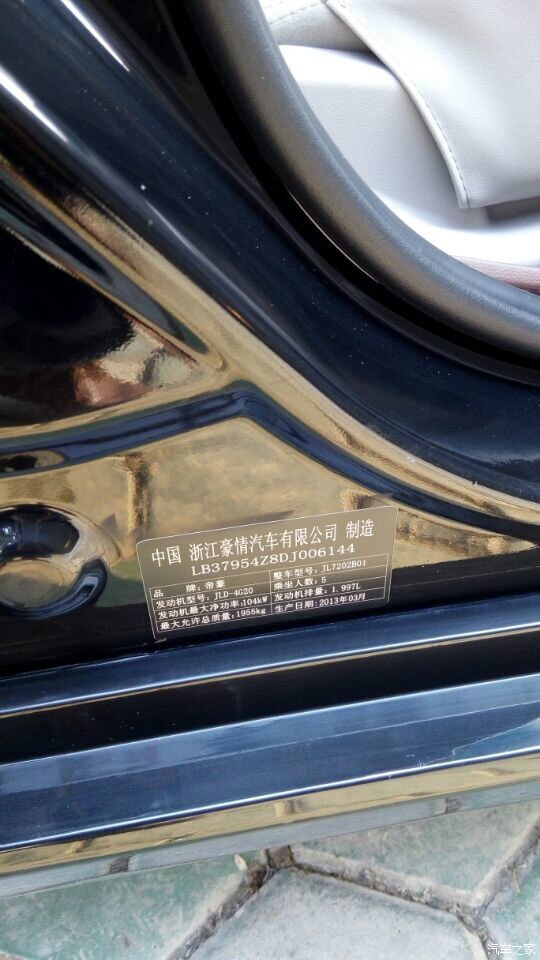 中国 浙江豪情汽车有限公司 制造
LB37954Z8DJ006144
品 牌：帝豪 整车型号：JL7202B01
发动机型号：JLD-4G20 乘坐人数：5
发动机最大净功率：104kW 发动机排量：1.997L
最大允许总质量：1955kg 生产日期：2013年03月
汽车之家